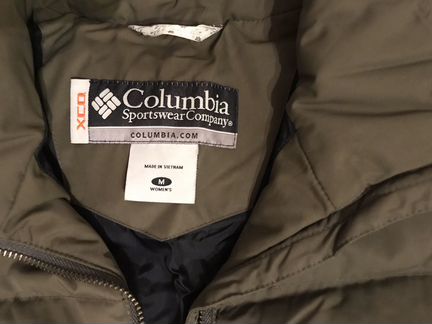 XCO
Columbia
Sportswear Company®
COLUMBIA.COM
MADE IN VIETNAM
M
WOMEN'S